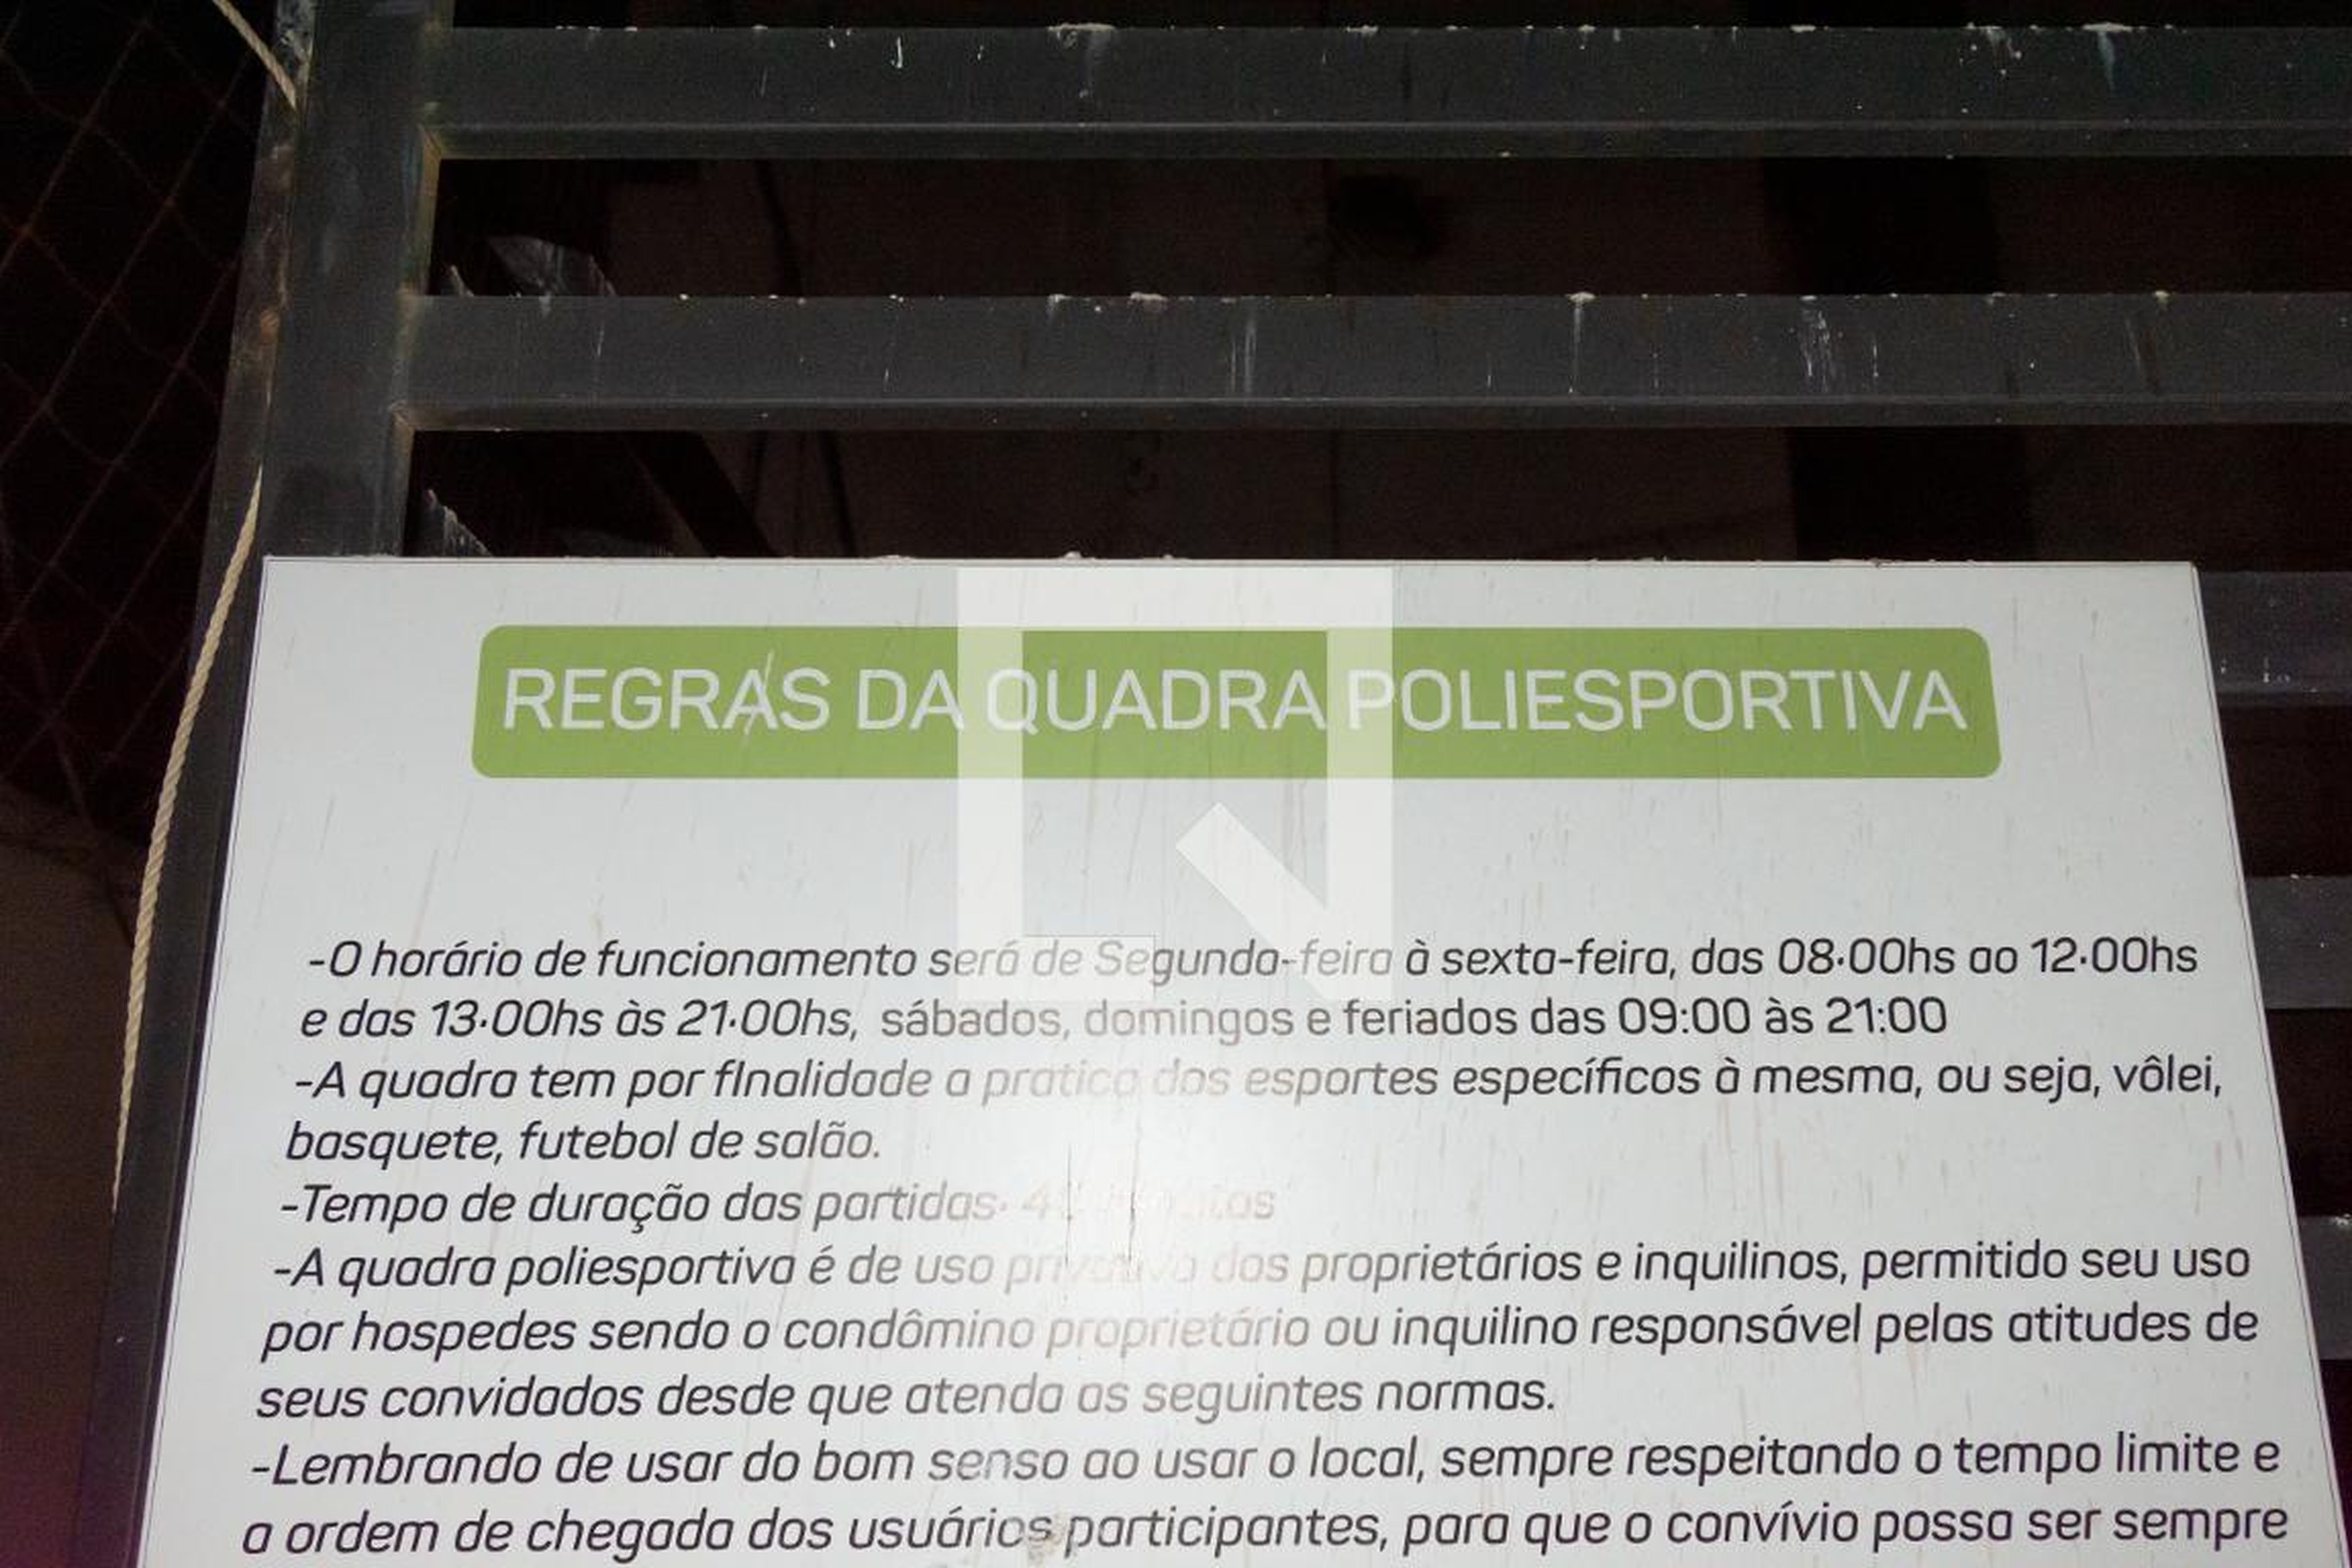 REGRAS DA QUADRA POLIESPORTIVA
-O horário de funcionamento será de Segunda-feira à sexta-feira, das 08·00hs ao 12·00hs
e das 13·00hs às 21·00hs, sábados, domingos e feriados das 09:00 às 21:00
-A quadra tem por fInalidade a pratica dos esportes específicos à mesma, ou seja, vôlei,
basquete, futebol de salão.
-Tempo de duração das partidas·
-A quadra poliesportiva é de uso privativo dos proprietários e inquilinos, permitido seu uso
por hospedes sendo o condômino proprietário ou inquilino responsável pelas atitudes de
seus convidados desde que atenda as seguintes normas.
-Lembrando de usar do bom senso ao usar o local, sempre respeitando o tempo limite e
a ordem de chegada dos usuários participantes, para que o convívio possa ser sempre